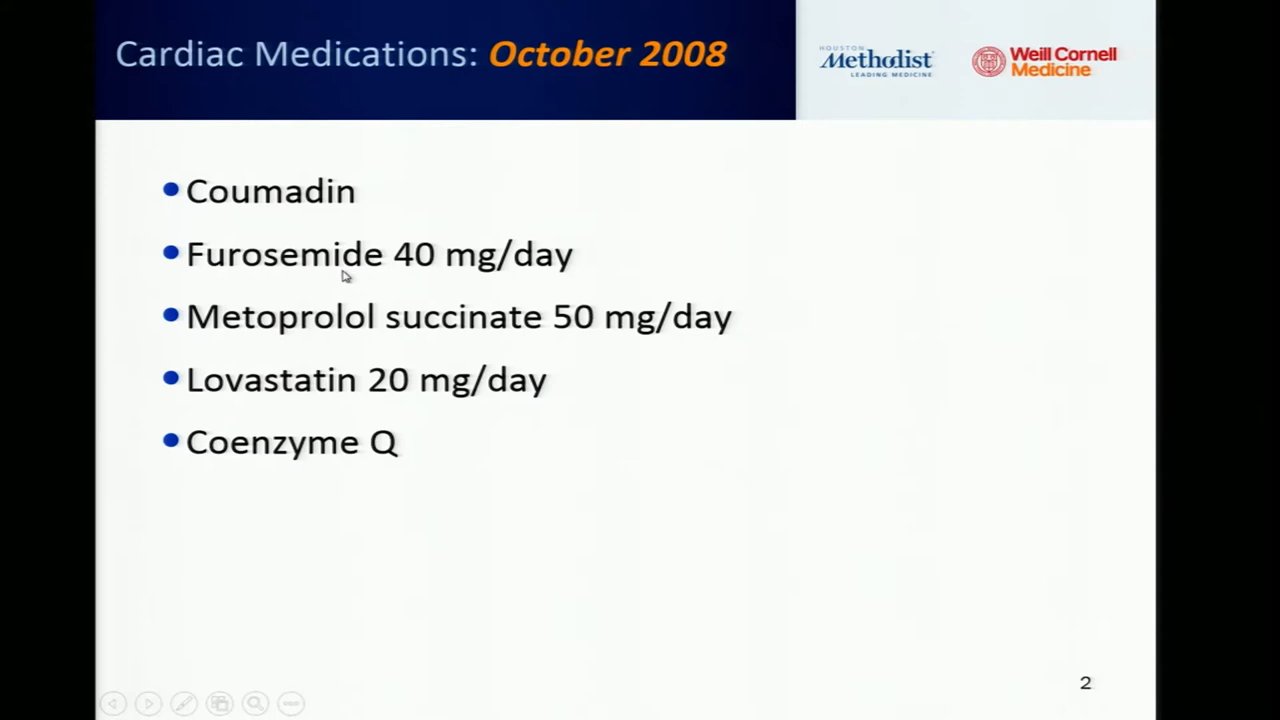 Cardiac Medications: October 2008
HOUSTON
Methodist
LEADING MEDICINE
Weill Cornell
Medicine
• Coumadin
• Furosemide 40 mg/day
• Metoprolol succinate 50 mg/day
• Lovastatin 20 mg/day
• Coenzyme Q
2